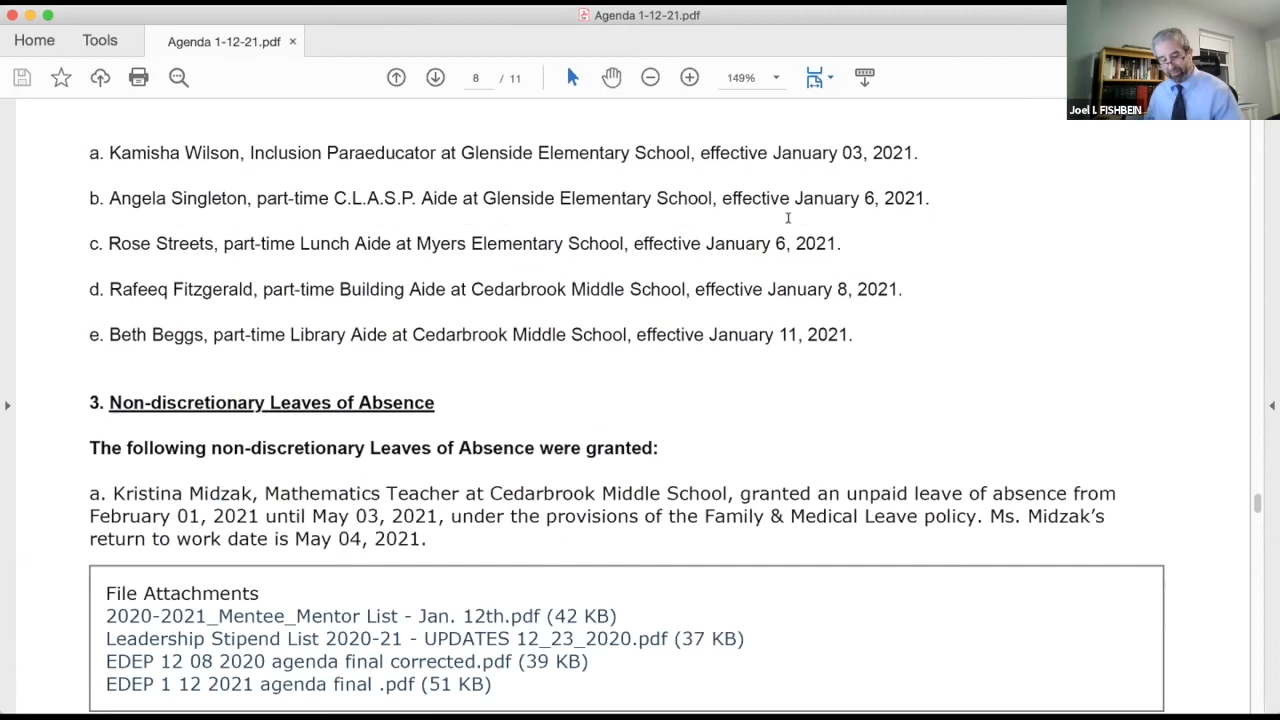 Agenda 1-12-21.pdf
Home
Tools
Agenda 1-12-21.pdf ×
8 / 11
149%
Joel I. FISHBEIN
a. Kamisha Wilson, Inclusion Paraeducator at Glenside Elementary School, effective January 03, 2021.
b. Angela Singleton, part-time C.L.A.S.P. Aide at Glenside Elementary School, effective January 6, 2021.
c. Rose Streets, part-time Lunch Aide at Myers Elementary School, effective January 6, 2021.
d. Rafeeq Fitzgerald, part-time Building Aide at Cedarbrook Middle School, effective January 8, 2021.
e. Beth Beggs, part-time Library Aide at Cedarbrook Middle School, effective January 11, 2021.
3. Non-discretionary Leaves of Absence
The following non-discretionary Leaves of Absence were granted:
a. Kristina Midzak, Mathematics Teacher at Cedarbrook Middle School, granted an unpaid leave of absence from
February 01, 2021 until May 03, 2021, under the provisions of the Family & Medical Leave policy. Ms. Midzak's
return to work date is May 04, 2021.
File Attachments
2020-2021_Mentee_Mentor List - Jan. 12th.pdf (42 KB)
Leadership Stipend List 2020-21 - UPDATES 12_23_2020.pdf (37 KB)
EDEP 12 08 2020 agenda final corrected.pdf (39 KB)
EDEP 1 12 2021 agenda final .pdf (51 KB)